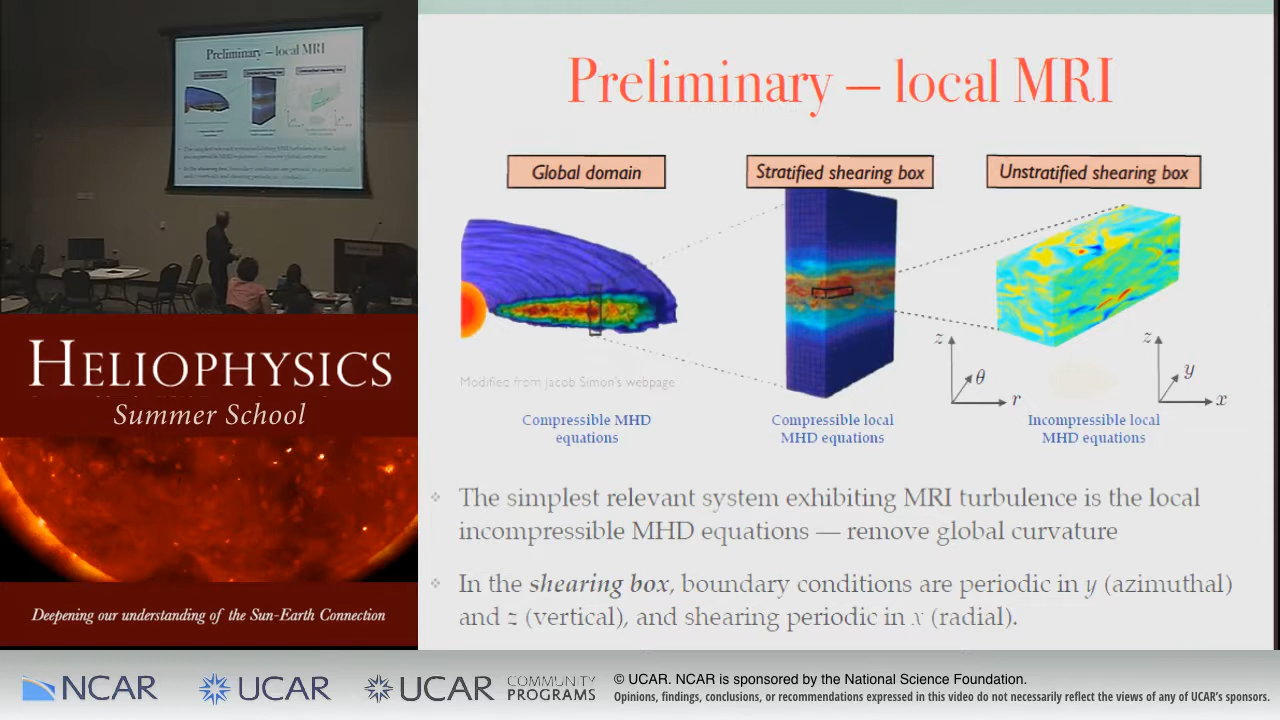 Preliminary — local MRI
Global domain
Stratified shearing box
Unstratified shearing box
Modified from Jacob Simon's webpage
z
θ
r
z
y
x
Compressible MHD
equations
Compressible local
MHD equations
Incompressible local
MHD equations
The simplest relevant system exhibiting MRI turbulence is the local
incompressible MHD equations — remove global curvature
In the shearing box, boundary conditions are periodic in y (azimuthal)
and z (vertical), and shearing periodic in x (radial).
Preliminary — local MRI
HELIOPHYSICS
Summer School
Deepening our understanding of the Sun-Earth Connection
NCAR
UCAR
UCAR
COMMUNITY
PROGRAMS
© UCAR. NCAR is sponsored by the National Science Foundation.
Opinions, findings, conclusions, or recommendations expressed in this video do not necessarily reflect the views of any of UCAR's sponsors.